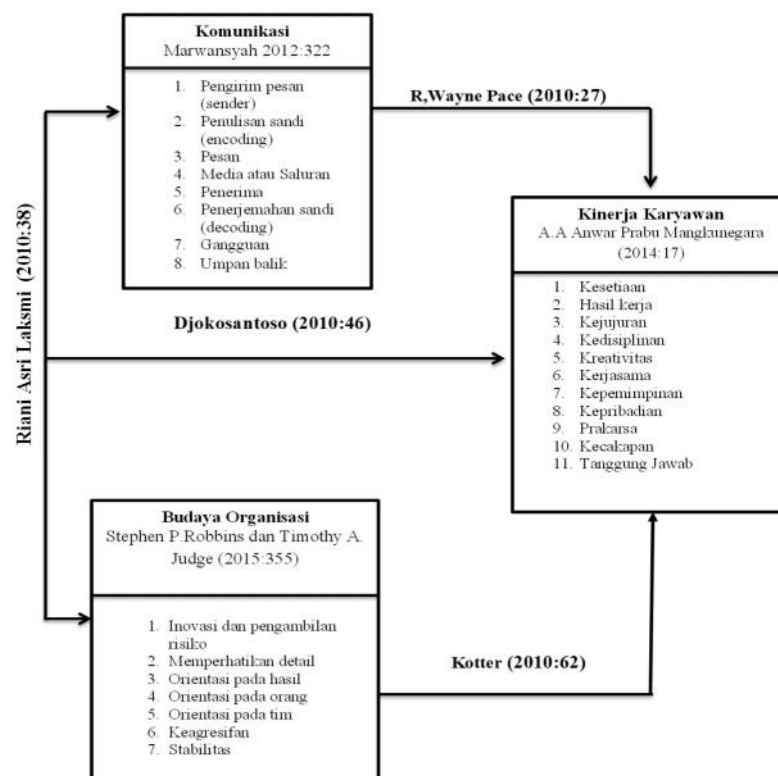 Komunikasi
Marwansyah 2012:322
1. Pengirim pesan
(sender)
2. Penulisan sandi
(encoding)
3. Pesan
4. Media atau Saluran
5. Penerima
6. Penerjemahan sandi
(decoding)
7. Gangguan
8. Umpan balik
R,Wayne Pace (2010:27)
Riani Asri Laksmi (2010:38)
Djokosantoso (2010:46)
Kinerja Karyawan
A.A Anwar Prabu Mangkunegara
(2014:17)
1. Kesetiaan
2. Hasil kerja
3. Kejujuran
4. Kedisiplinan
5. Kreativitas
6. Kerjasama
7. Kepemimpinan
8. Kepribadian
9. Prakarsa
10. Kecakapan
11. Tanggung Jawab
Budaya Organisasi
Stephen P.Robbins dan Timothy A.
Judge (2015:355)
1. Inovasi dan pengambilan
risiko
2. Memperhatikan detail
3. Orientasi pada hasil
4. Orientasi pada orang
5. Orientasi pada tim
6. Keagresifan
7. Stabilitas
Kotter (2010:62)